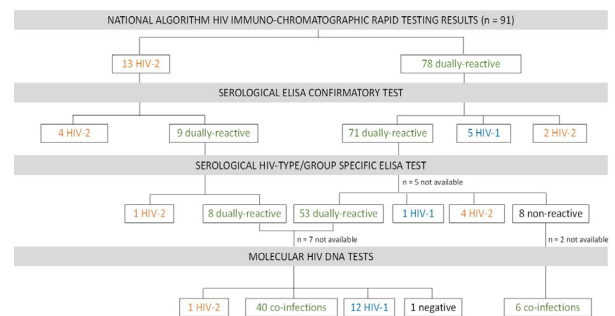 NATIONAL ALGORITHM HIV IMMUNO-CHROMATOGRAPHIC RAPID TESTING RESULTS (n = 91)
13 HIV-2
78 dually-reactive
SEROLOGICAL ELISA CONFIRMATORY TEST
4 HIV-2
9 dually-reactive
71 dually-reactive
5 HIV-1
2 HIV-2
SEROLOGICAL HIV-TYPE/GROUP SPECIFIC ELISA TEST
n = 5 not available
1 HIV-2
8 dually-reactive
53 dually-reactive
1 HIV-1
4 HIV-2
8 non-reactive
n = 7 not available
n = 2 not available
MOLECULAR HIV DNA TESTS
1 HIV-2
40 co-infections
12 HIV-1
1 negative
6 co-infections